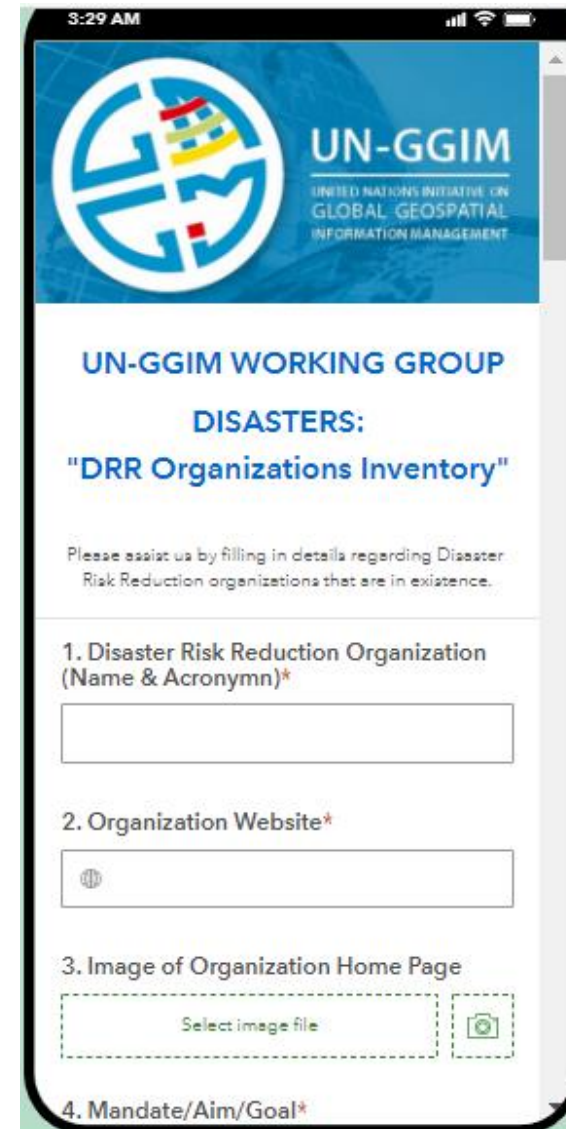 3:29 AM
UN-GGIM
UNITED NATIONS INITIATIVE ON
GLOBAL GEOSPATIAL
INFORMATION MANAGEMENT
UN-GGIM WORKING GROUP
DISASTERS:
"DRR Organizations Inventory"
Please assist us by filling in details regarding Disaster
Risk Reduction organizations that are in existence.
1. Disaster Risk Reduction Organization
(Name & Acronymn)*
2. Organization Website*
3. Image of Organization Home Page
Select image file
4. Mandate/Aim/Goal*